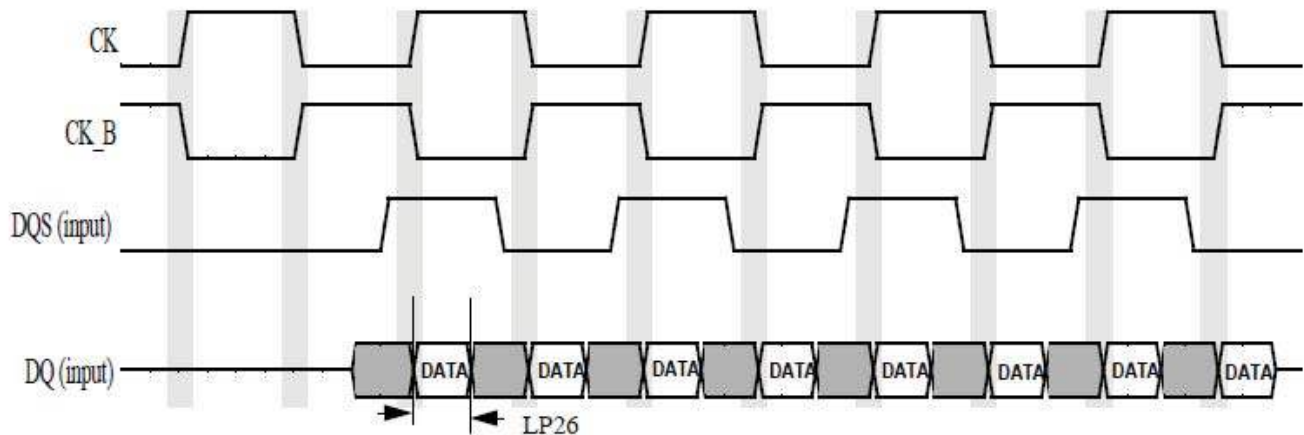 CK
CK_B
DQS (input)
DQ (input) DATA DATA DATA DATA DATA DATA DATA DATA
LP26